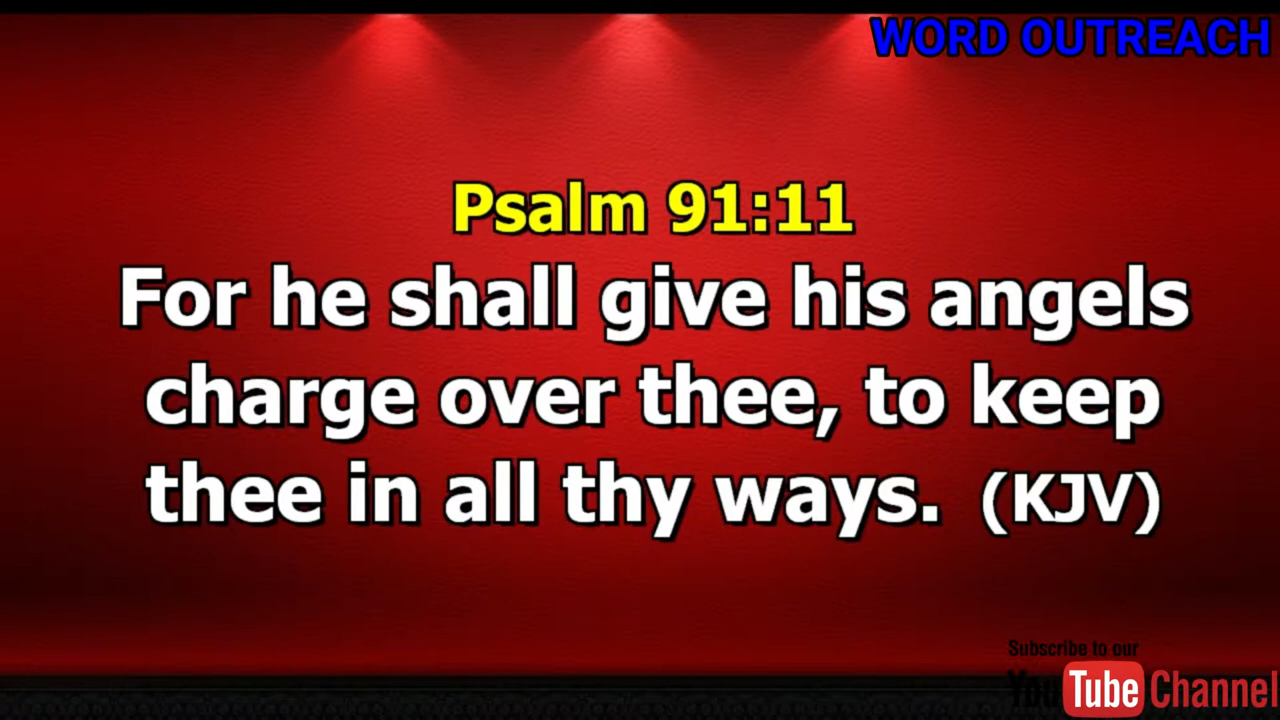 WORD OUTREACH
Psalm 91:11
For he shall give his angels
charge over thee, to keep
thee in all thy ways. (KJV)
Subscribe to our
YouTube Channel